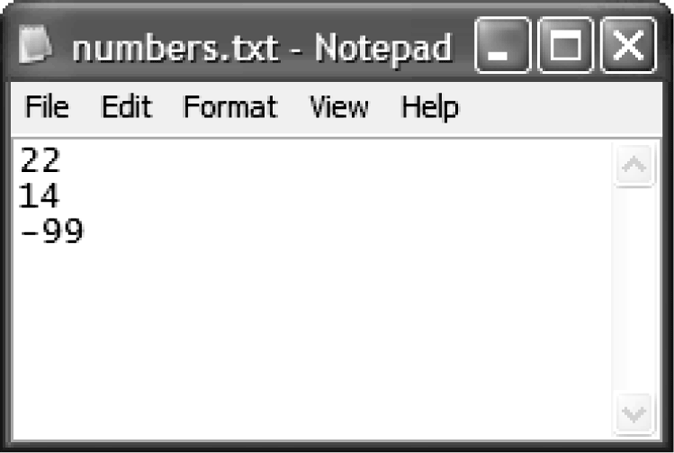 numbers.txt - Notepad
File Edit Format View Help
22
14
-99